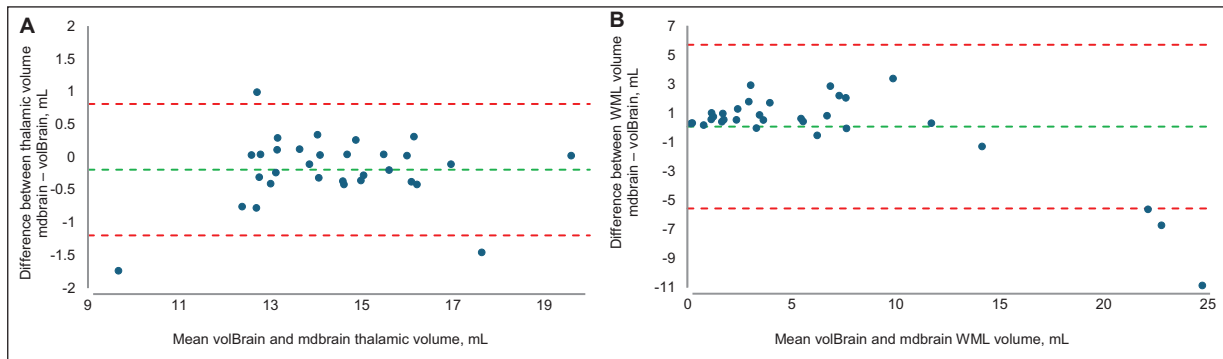 A
Difference between thalamic volume
mdbrain – volBrain, mL
2
1.5
1
0.5
0
-0.5
-1
-1.5
-2
9 11 13 15 17 19
Mean volBrain and mdbrain thalamic volume, mL
B
Difference between WML volume
mdbrain – volBrain, mL
7
5
3
1
-1
-3
-5
-7
-9
-11
0 5 10 15 20 25
Mean volBrain and mdbrain WML volume, mL